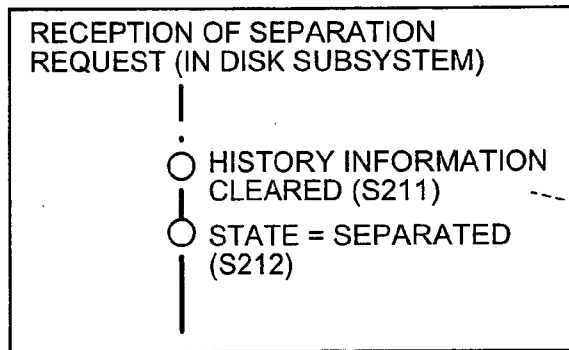 RECEPTION OF SEPARATION
REQUEST (IN DISK SUBSYSTEM)
HISTORY INFORMATION
CLEARED (S211)
STATE = SEPARATED
(S212)